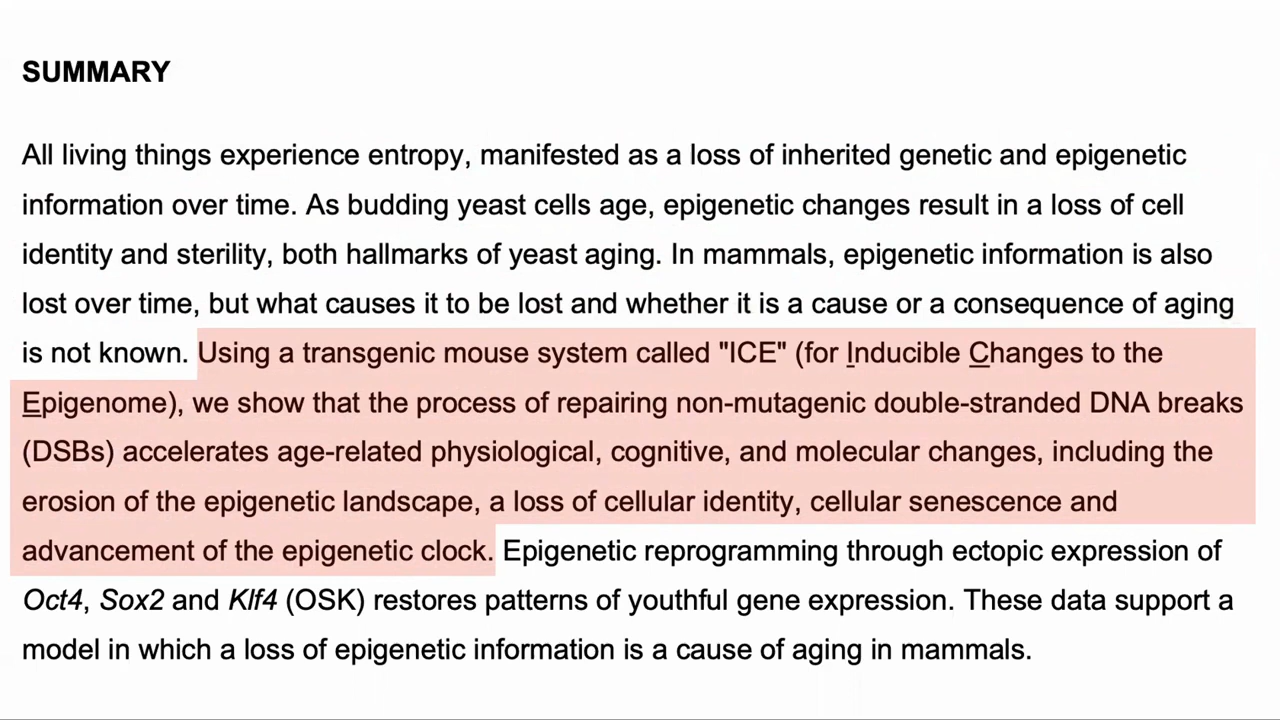 SUMMARY
All living things experience entropy, manifested as a loss of inherited genetic and epigenetic
information over time. As budding yeast cells age, epigenetic changes result in a loss of cell
identity and sterility, both hallmarks of yeast aging. In mammals, epigenetic information is also
lost over time, but what causes it to be lost and whether it is a cause or a consequence of aging
is not known. Using a transgenic mouse system called "ICE" (for Inducible Changes to the
Epigenome), we show that the process of repairing non-mutagenic double-stranded DNA breaks
(DSBs) accelerates age-related physiological, cognitive, and molecular changes, including the
erosion of the epigenetic landscape, a loss of cellular identity, cellular senescence and
advancement of the epigenetic clock. Epigenetic reprogramming through ectopic expression of
Oct4, Sox2 and Klf4 (OSK) restores patterns of youthful gene expression. These data support a
model in which a loss of epigenetic information is a cause of aging in mammals.